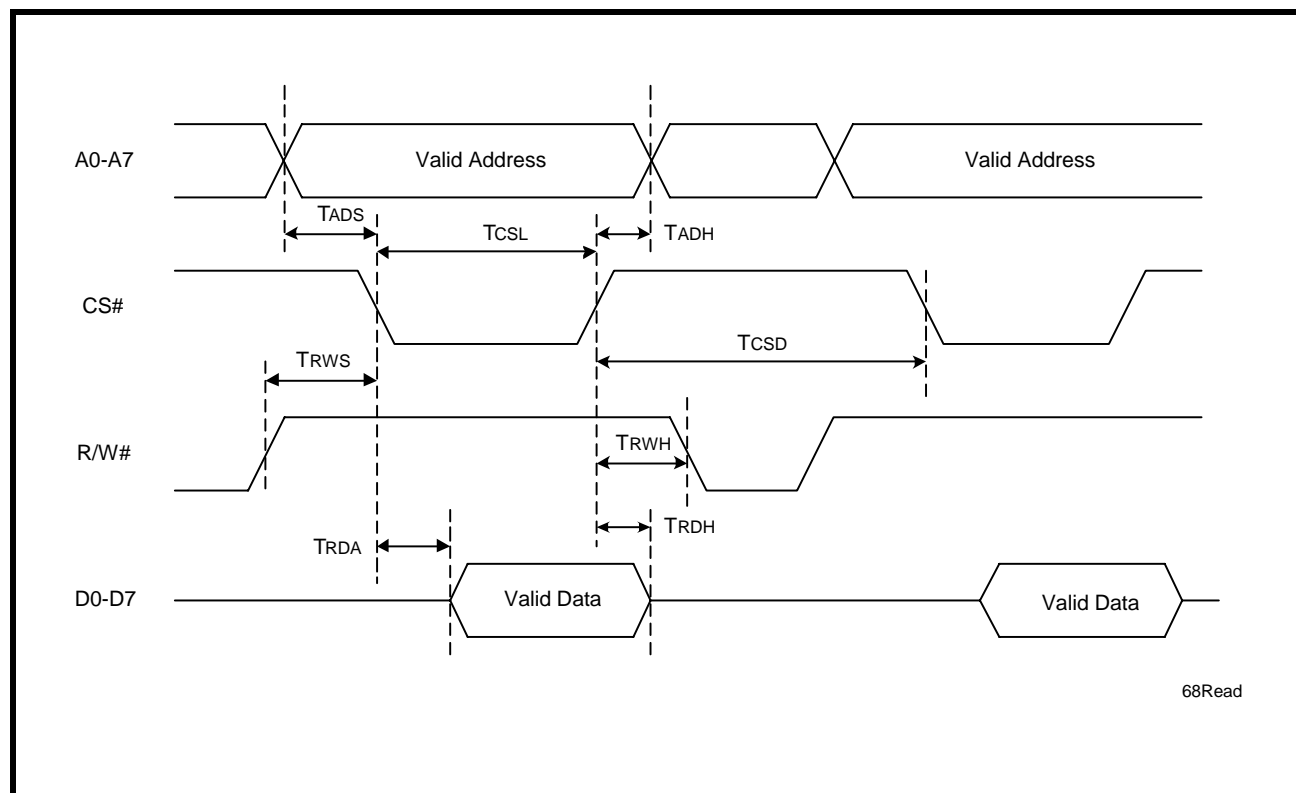 A0-A7
Valid Address
Valid Address
TADS
TCSL
TADH
CS#
TCSD
TRWS
R/W#
TRWH
TRDA
TRDH
D0-D7
Valid Data
Valid Data
68Read